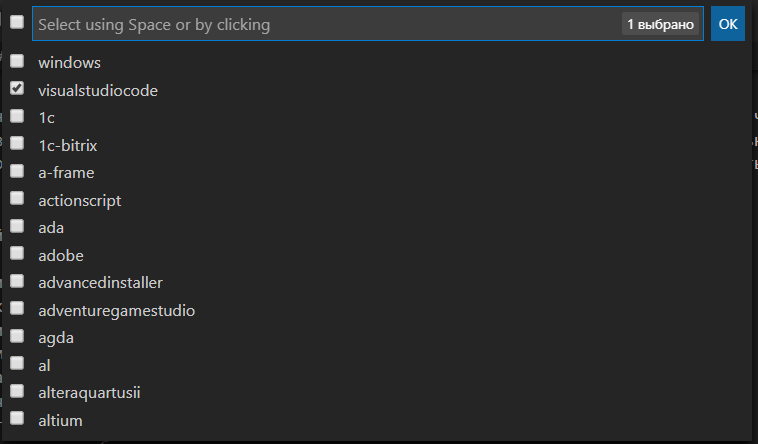 Select using Space or by clicking 1 выбрано OK
windows
visualstudiocode
1c
1c-bitrix
a-frame
actionscript
ada
adobe
advancedinstaller
adventuregamestudio
agda
al
alteraquartusii
altium